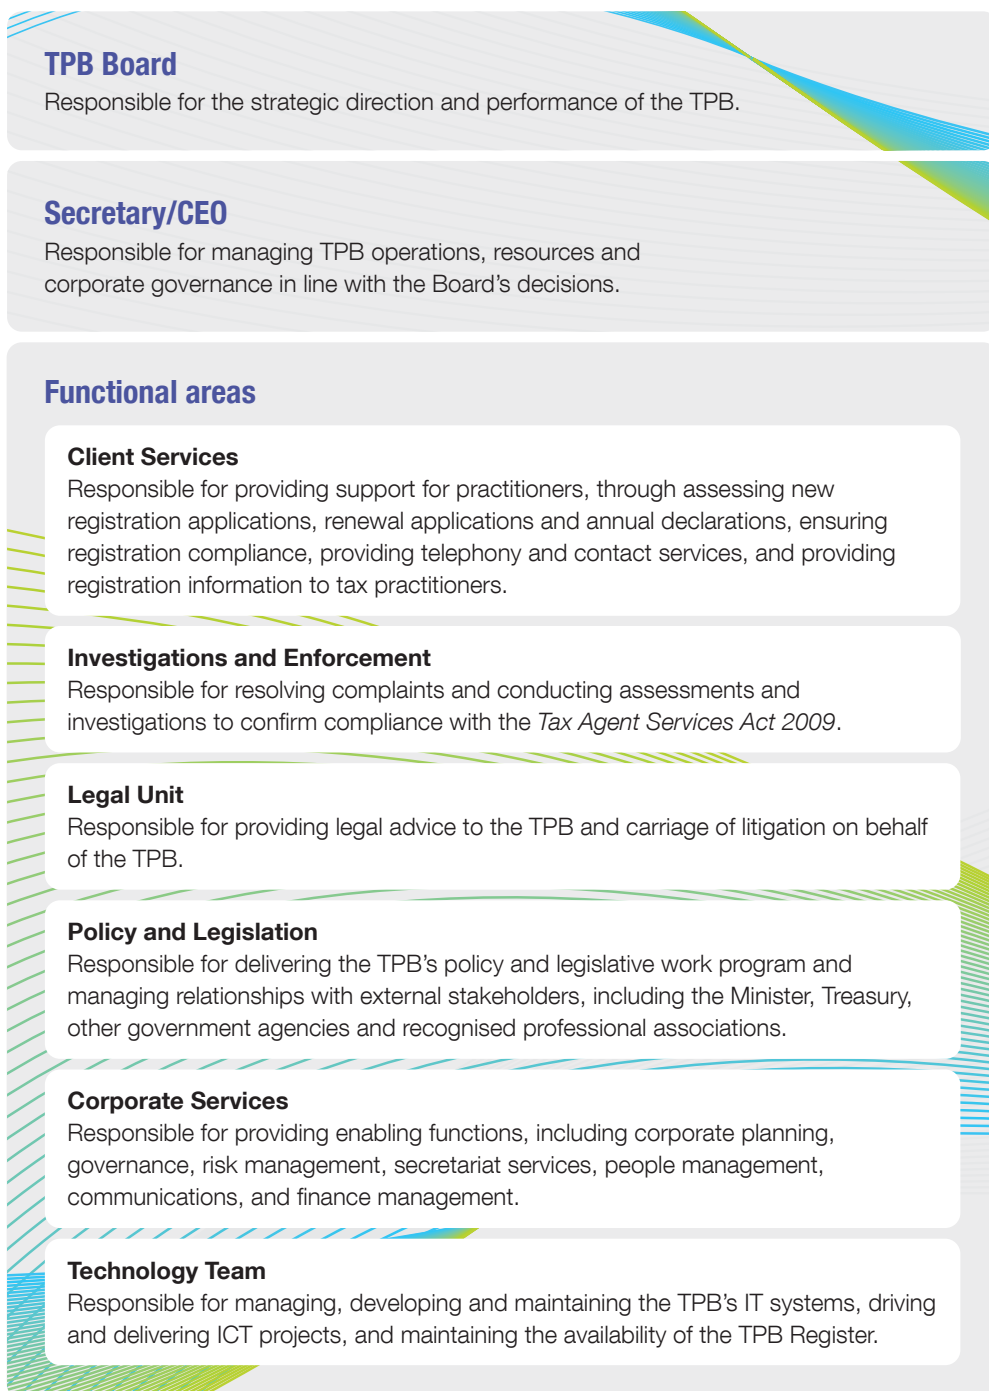 TPB Board
Responsible for the strategic direction and performance of the TPB.
Secretary/CEO
Responsible for managing TPB operations, resources and
corporate governance in line with the Board’s decisions.
Functional areas
Client Services
Responsible for providing support for practitioners, through assessing new
registration applications, renewal applications and annual declarations, ensuring
registration compliance, providing telephony and contact services, and providing
registration information to tax practitioners.
Investigations and Enforcement
Responsible for resolving complaints and conducting assessments and
investigations to confirm compliance with the Tax Agent Services Act 2009.
Legal Unit
Responsible for providing legal advice to the TPB and carriage of litigation on behalf
of the TPB.
Policy and Legislation
Responsible for delivering the TPB’s policy and legislative work program and
managing relationships with external stakeholders, including the Minister, Treasury,
other government agencies and recognised professional associations.
Corporate Services
Responsible for providing enabling functions, including corporate planning,
governance, risk management, secretariat services, people management,
communications, and finance management.
Technology Team
Responsible for managing, developing and maintaining the TPB’s IT systems, driving
and delivering ICT projects, and maintaining the availability of the TPB Register.